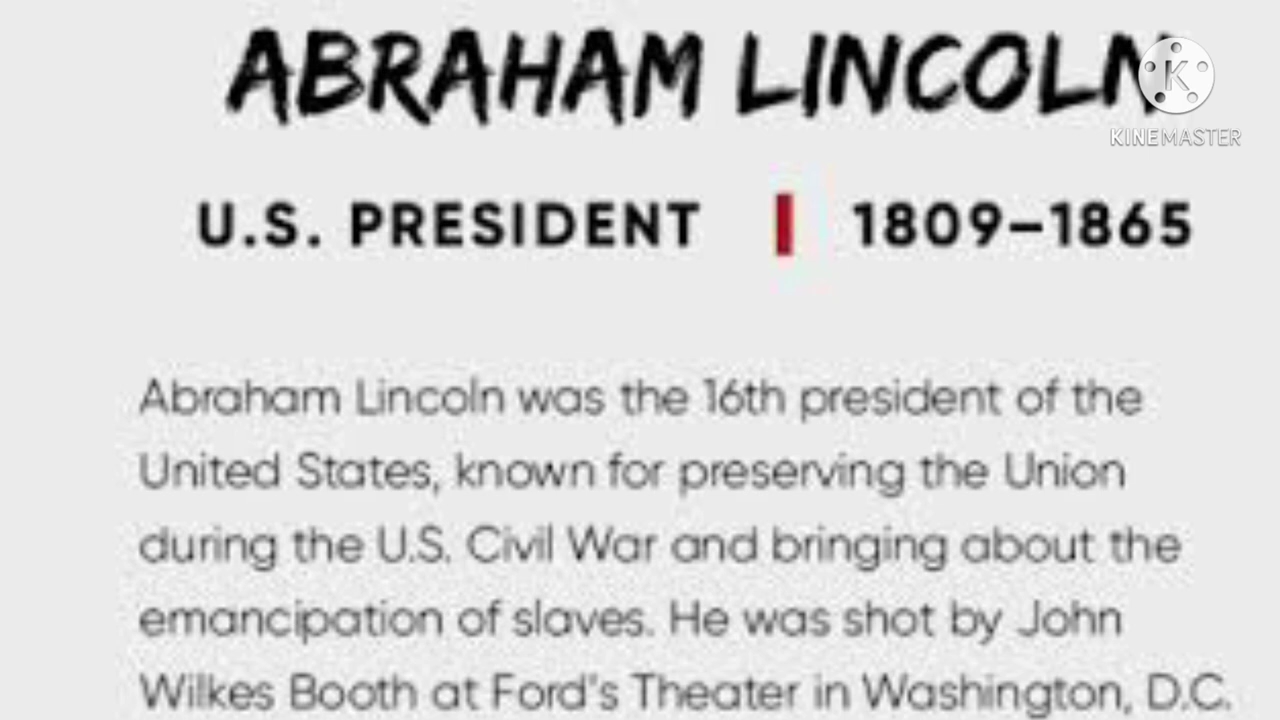 ABRAHAM LINCOLN
KINEMASTER
U.S. PRESIDENT | 1809–1865
Abraham Lincoln was the 16th president of the
United States, known for preserving the Union
during the U.S. Civil War and bringing about the
emancipation of slaves. He was shot by John
Wilkes Booth at Ford's Theater in Washington, D.C.